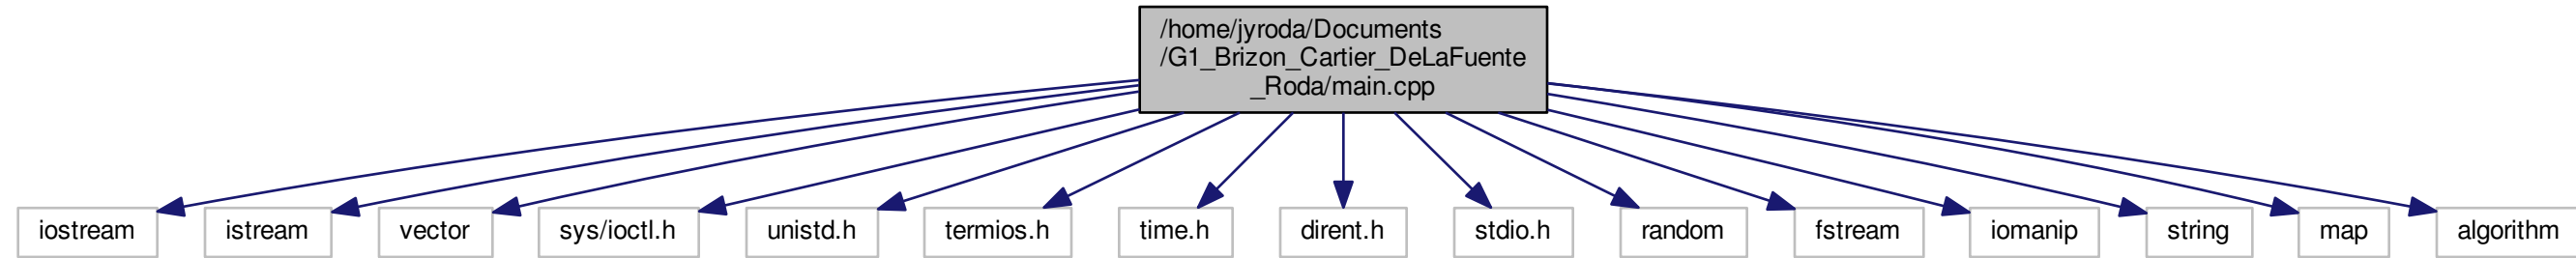 /home/jyroda/Documents
/G1_Brizon_Cartier_DeLaFuente
_Roda/main.cpp
iostream
istream
vector
sys/ioctl.h
unistd.h
termios.h
time.h
dirent.h
stdio.h
random
fstream
iomanip
string
map
algorithm